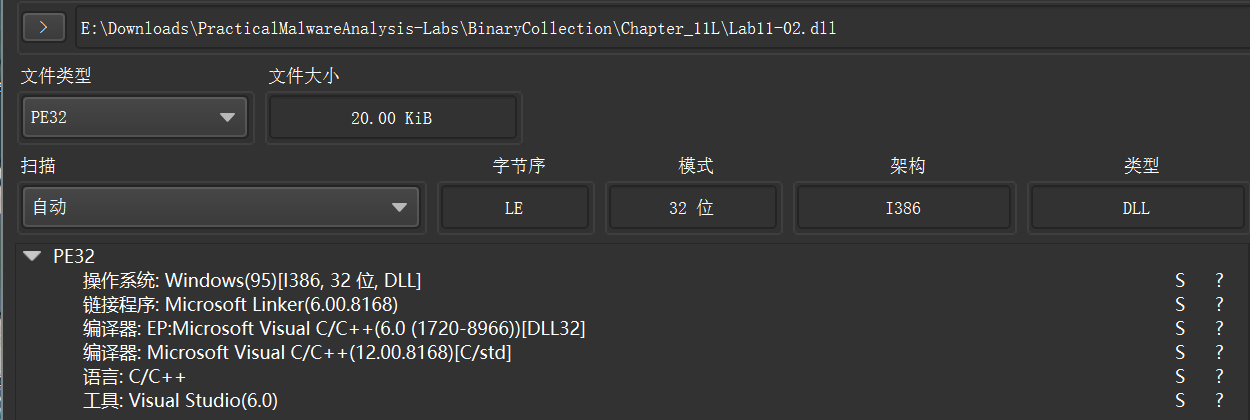 > E:\Downloads\PracticalMalwareAnalysis-Labs\BinaryCollection\Chapter_11L\Lab11-02.dll
文件类型 文件大小
PE32 20.00 KiB
扫描 字节序 模式 架构 类型
自动 LE 32 位 I386 DLL
PE32
操作系统: Windows(95)[I386, 32 位, DLL] S ?
链接程序: Microsoft Linker(6.00.8168) S ?
编译器: EP:Microsoft Visual C/C++(6.0 (1720-8966))[DLL32] S ?
编译器: Microsoft Visual C/C++(12.00.8168)[C/std] S ?
语言: C/C++ S ?
工具: Visual Studio(6.0) S ?